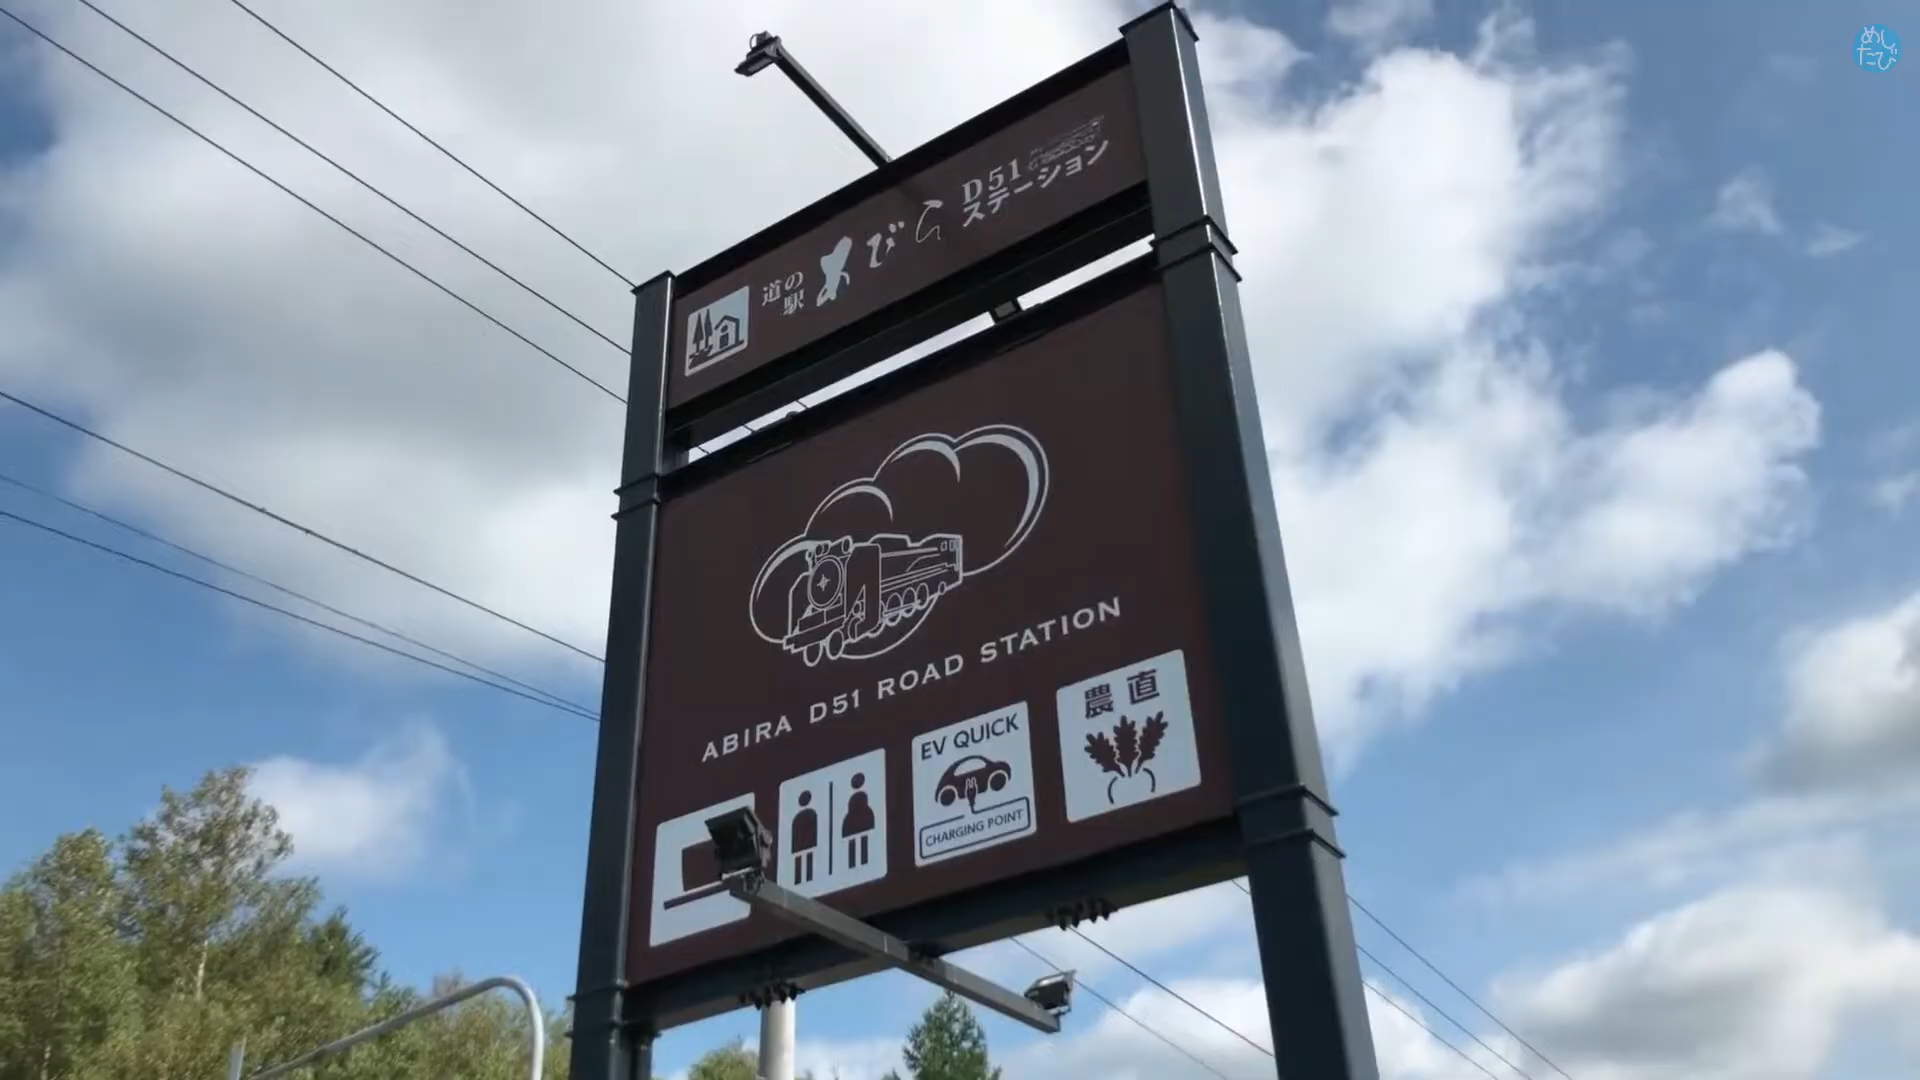 めし
たび
道の
駅
あびら
D51
ステーション
ABIRA D51 ROAD STATION
EV QUICK
CHARGING POINT
農直